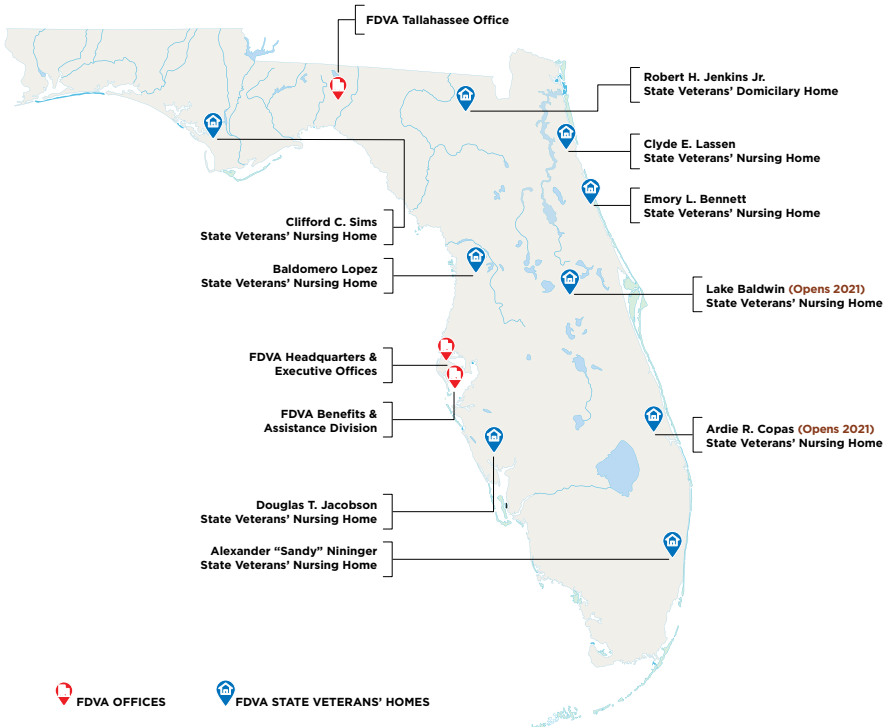 FDVA Tallahassee Office
Robert H. Jenkins Jr.
State Veterans' Domicilary Home
Clyde E. Lassen
State Veterans' Nursing Home
Emory L. Bennett
State Veterans' Nursing Home
Clifford C. Sims
State Veterans' Nursing Home
Baldomero Lopez
State Veterans' Nursing Home
Lake Baldwin (Opens 2021)
State Veterans' Nursing Home
FDVA Headquarters &
Executive Offices
FDVA Benefits &
Assistance Division
Ardie R. Copas (Opens 2021)
State Veterans' Nursing Home
Douglas T. Jacobson
State Veterans' Nursing Home
Alexander “Sandy” Nininger
State Veterans' Nursing Home
FDVA OFFICES
FDVA STATE VETERANS' HOMES